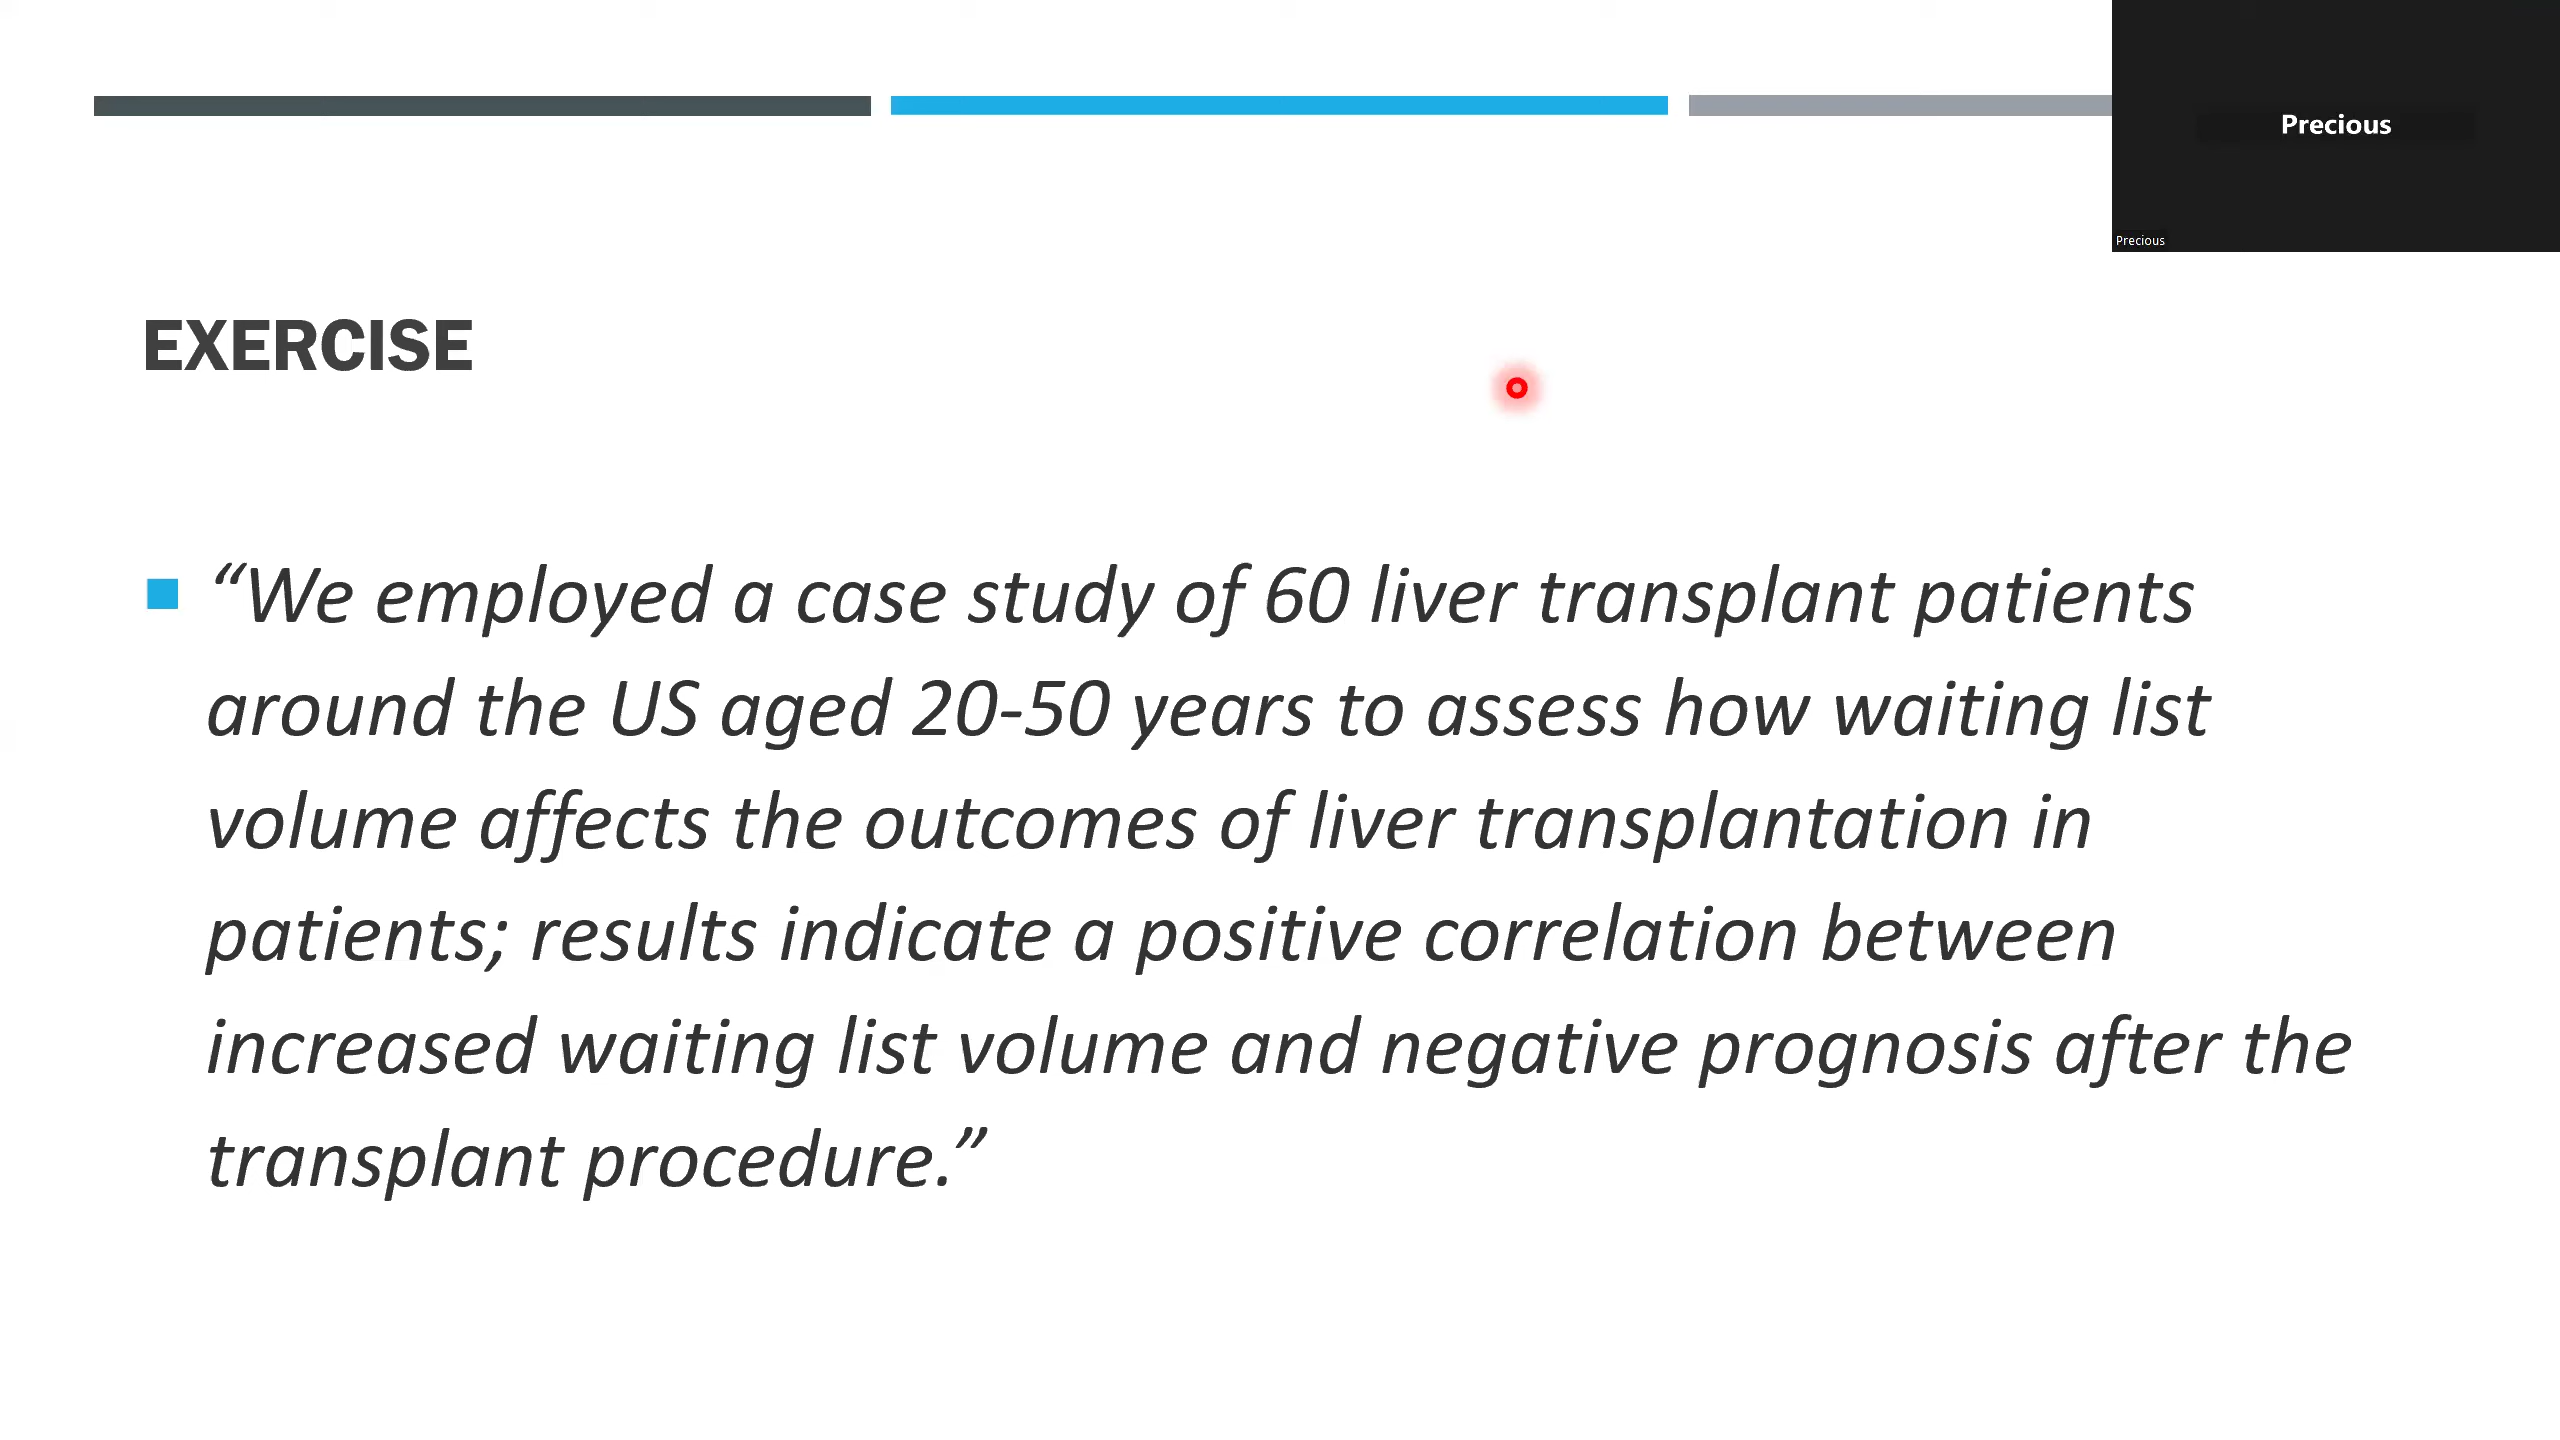 Precious
Precious
EXERCISE
“We employed a case study of 60 liver transplant patients
around the US aged 20-50 years to assess how waiting list
volume affects the outcomes of liver transplantation in
patients; results indicate a positive correlation between
increased waiting list volume and negative prognosis after the
transplant procedure.”